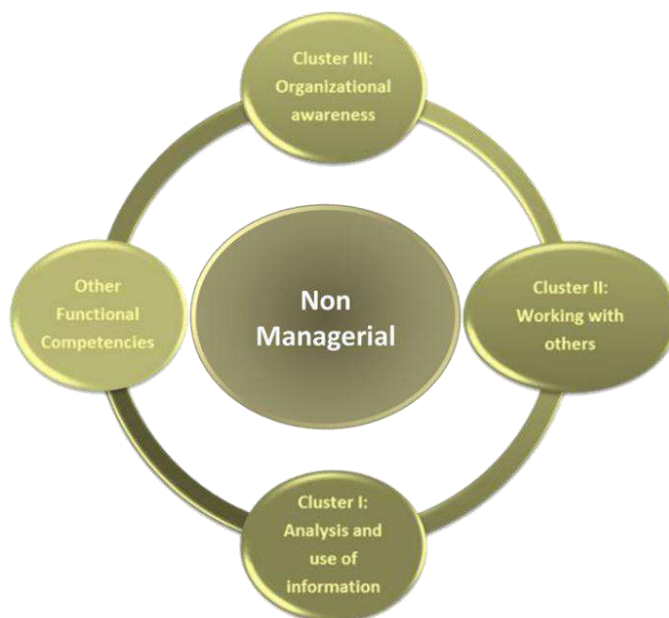 Cluster III:
Organizational
awareness
Other
Functional
Competencies
Non
Managerial
Cluster II:
Working with
others
Cluster I:
Analysis and
use of
information